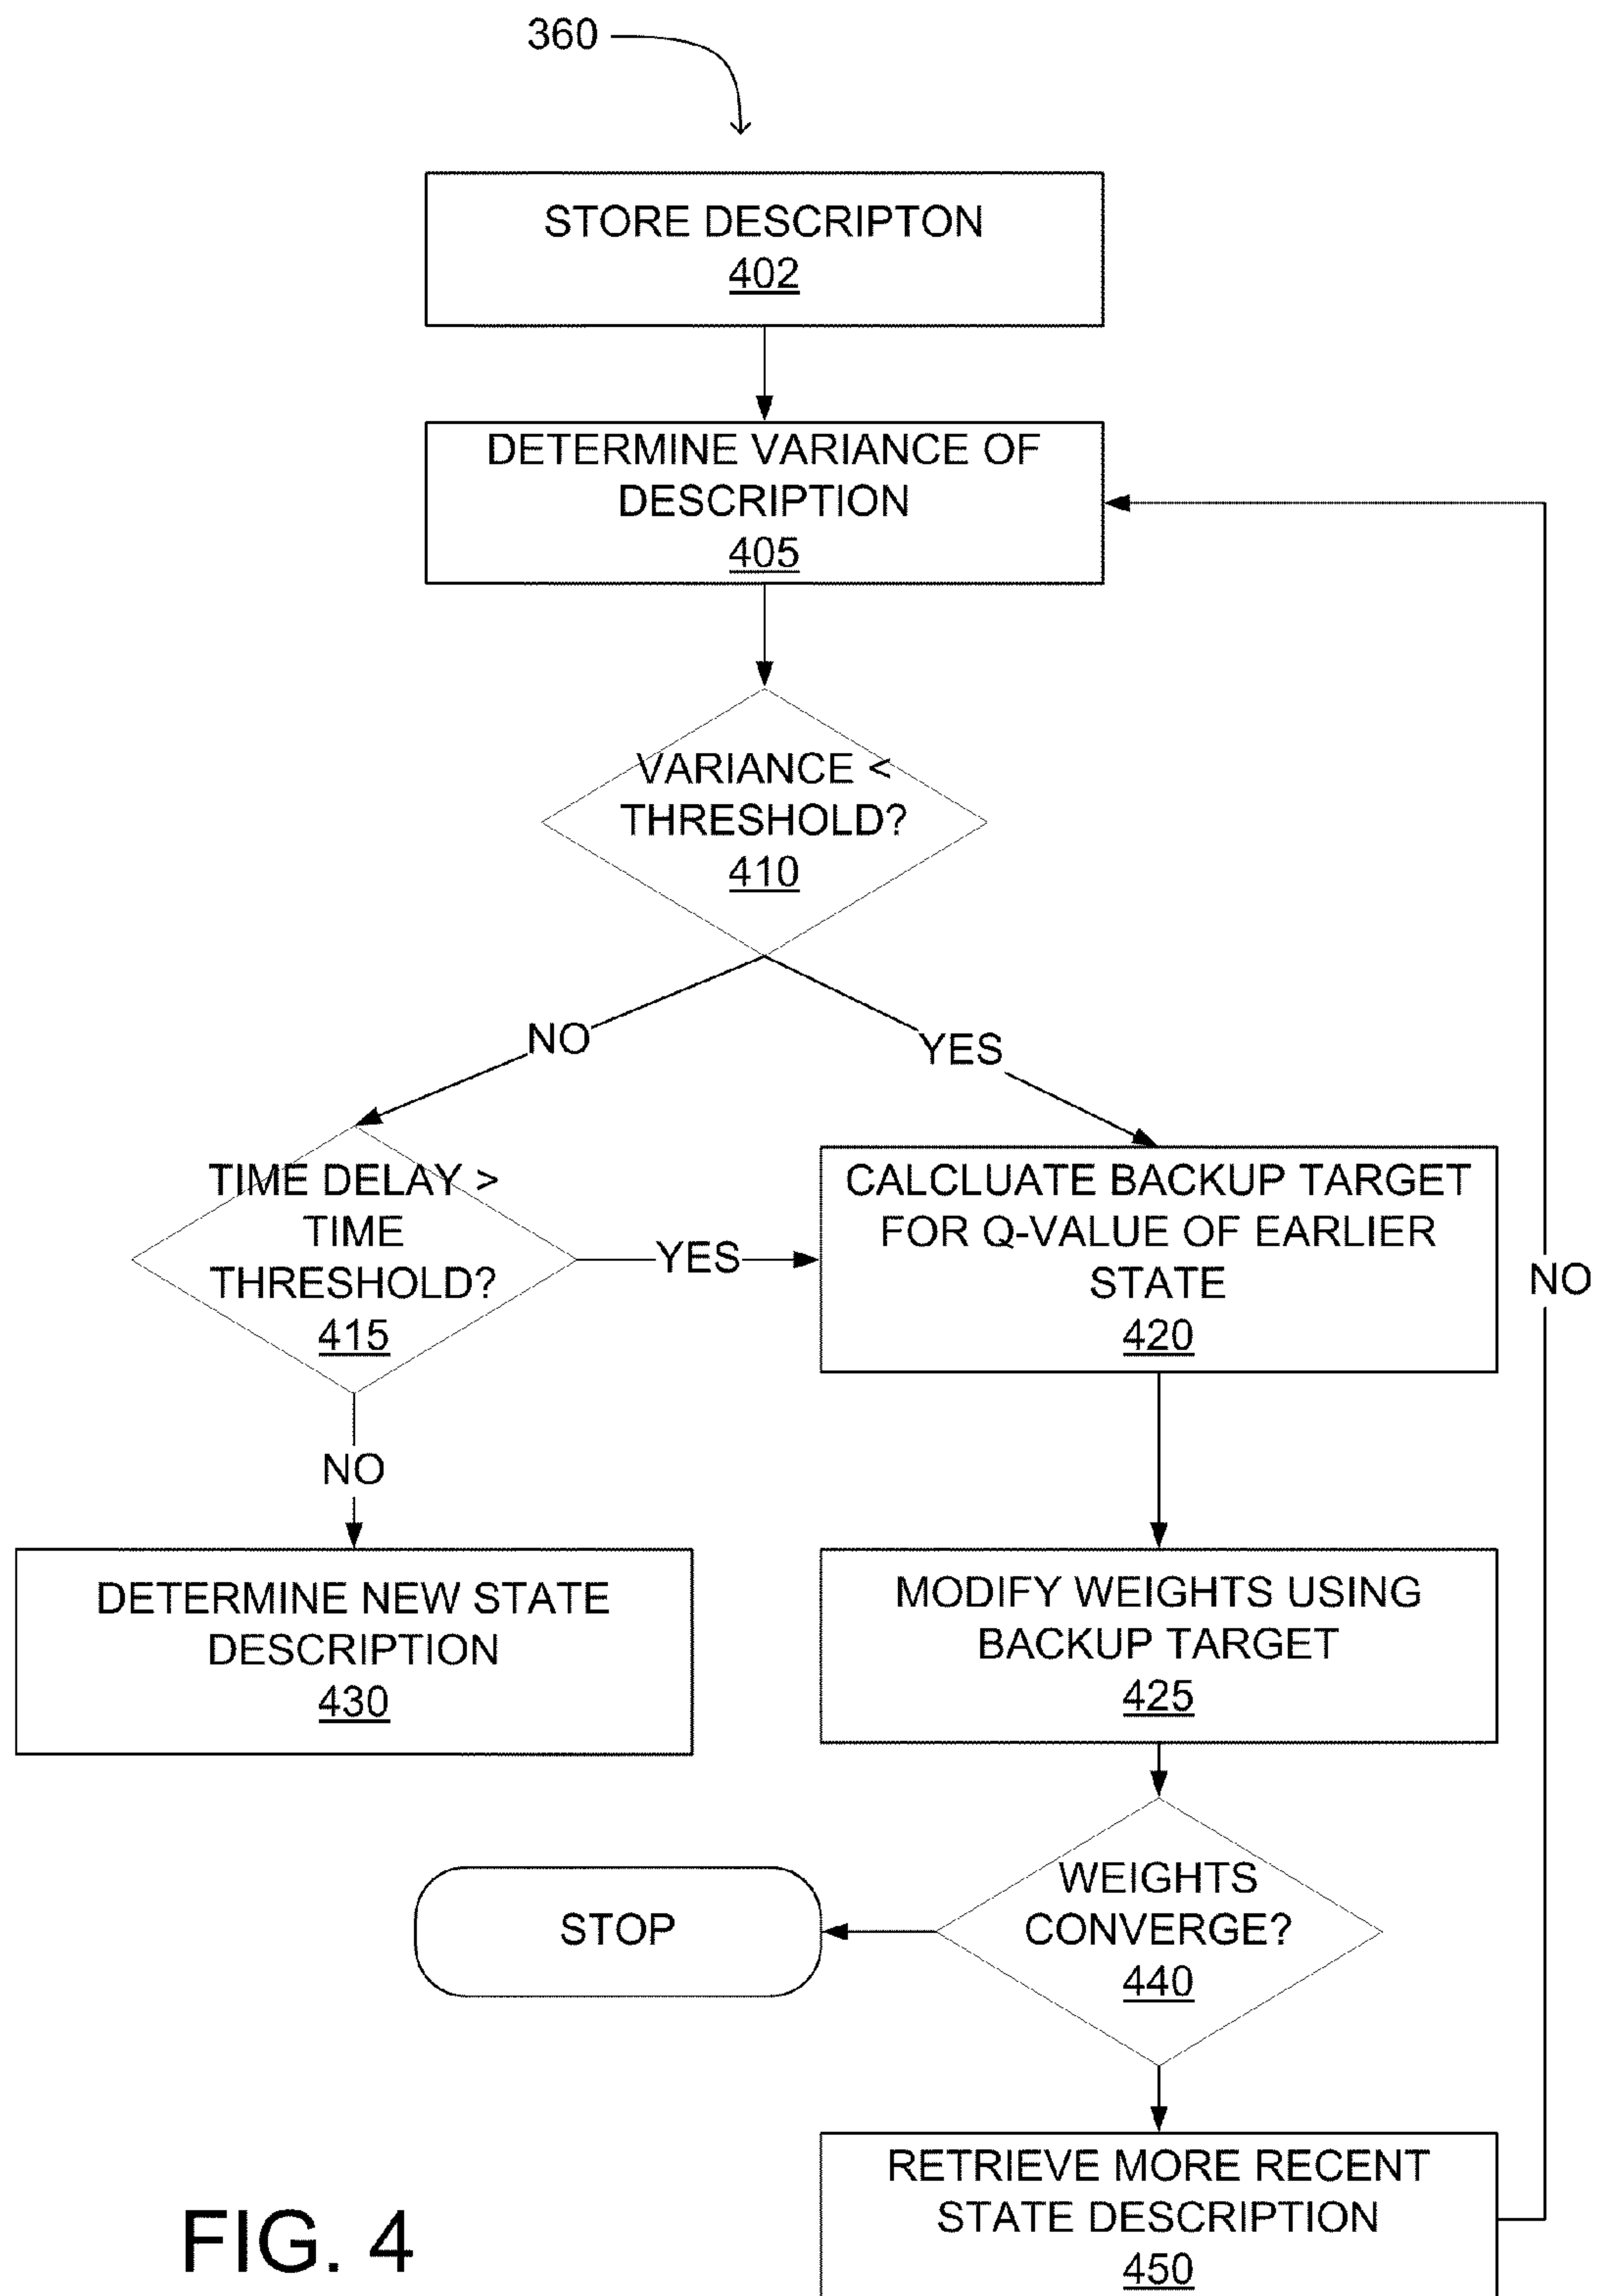 360
STORE DESCRIPTON
402
DETERMINE VARIANCE OF
DESCRIPTION
405
VARIANCE <
THRESHOLD?
410
NO
YES
TIME DELAY >
TIME
THRESHOLD?
415
YES
CALCLUATE BACKUP TARGET
FOR Q-VALUE OF EARLIER
STATE
420
NO
NO
DETERMINE NEW STATE
DESCRIPTION
430
MODIFY WEIGHTS USING
BACKUP TARGET
425
STOP
WEIGHTS
CONVERGE?
440
RETRIEVE MORE RECENT
STATE DESCRIPTION
450
FIG. 4